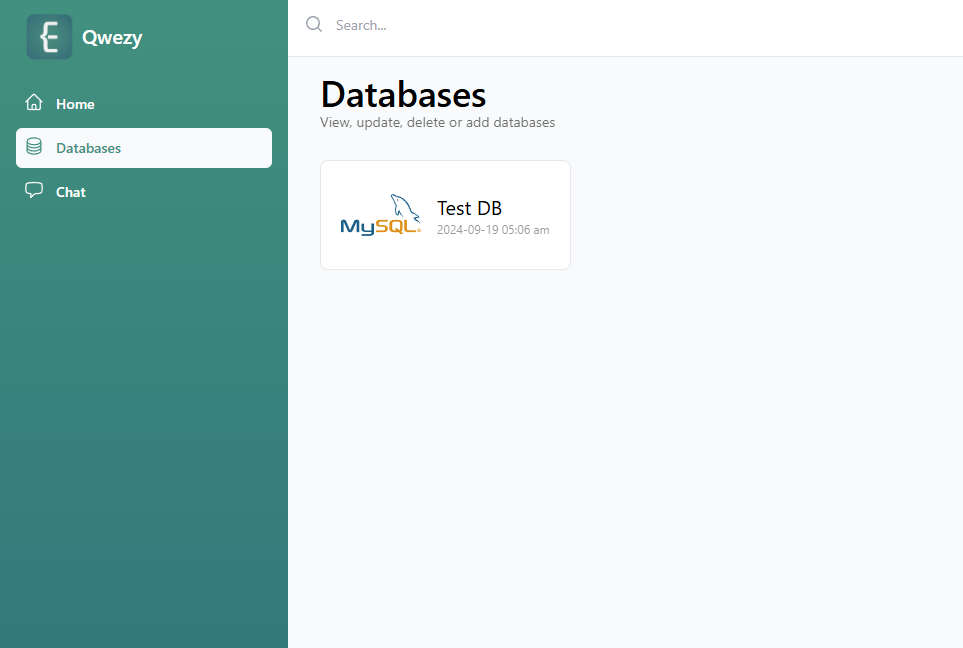 Qwezy
Search...
Home
Databases
Chat
Databases
View, update, delete or add databases
MySQL
Test DB
2024-09-19 05:06 am